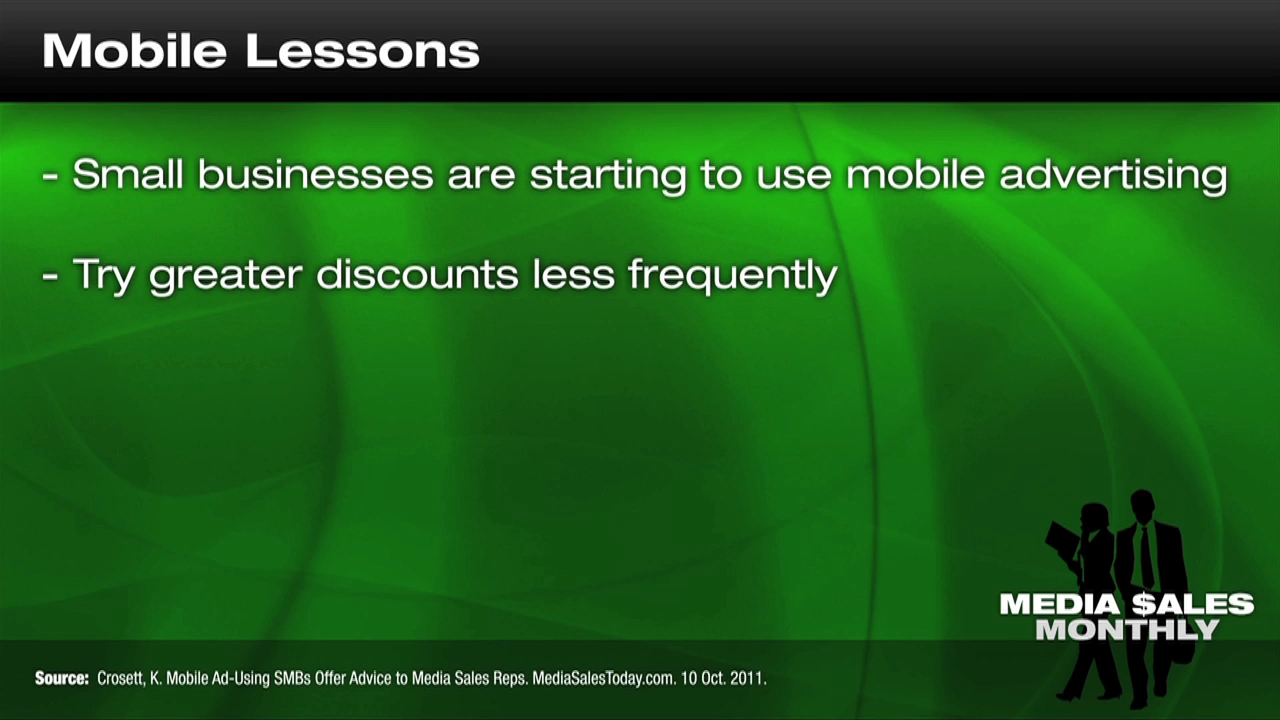 Mobile Lessons
- Small businesses are starting to use mobile advertising
- Try greater discounts less frequently
MEDIA $ALES
MONTHLY
Source: Crosett, K. Mobile Ad-Using SMBs Offer Advice to Media Sales Reps. MediaSalesToday.com. 10 Oct. 2011.